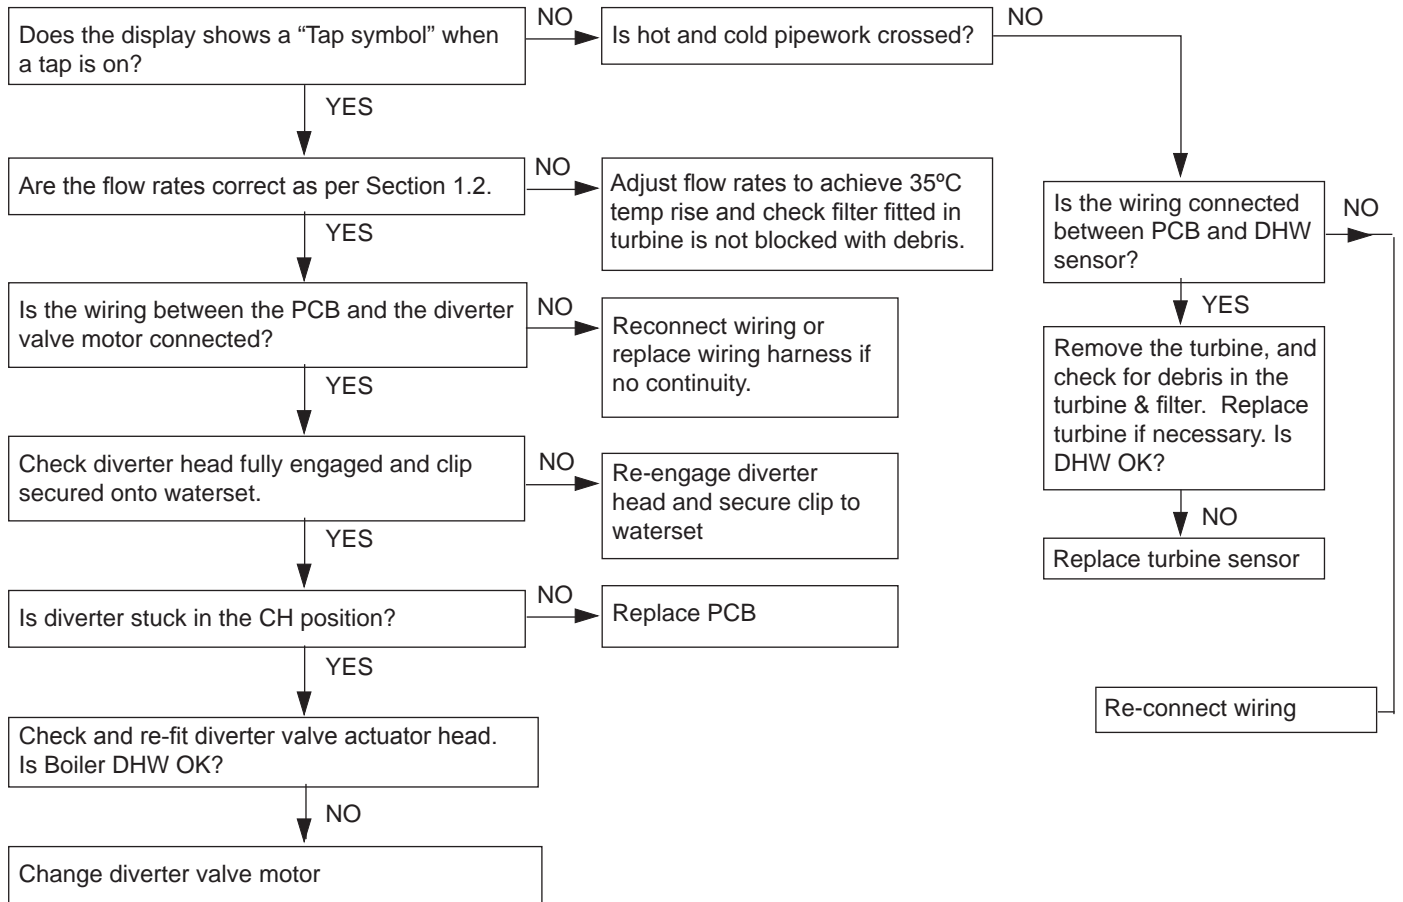 Does the display shows a “Tap symbol” when
a tap is on?
NO
Is hot and cold pipework crossed?
NO
YES
Are the flow rates correct as per Section 1.2.
NO
Adjust flow rates to achieve 35ºC
temp rise and check filter fitted in
turbine is not blocked with debris.
YES
Is the wiring connected
between PCB and DHW
sensor?
NO
YES
Is the wiring between the PCB and the diverter
valve motor connected?
NO
Reconnect wiring or
replace wiring harness if
no continuity.
YES
Remove the turbine, and
check for debris in the
turbine & filter. Replace
turbine if necessary. Is
DHW OK?
NO
Replace turbine sensor
Check diverter head fully engaged and clip
secured onto waterset.
NO
Re-engage diverter
head and secure clip to
waterset
YES
Is diverter stuck in the CH position?
NO
Replace PCB
YES
Re-connect wiring
Check and re-fit diverter valve actuator head.
Is Boiler DHW OK?
NO
Change diverter valve motor